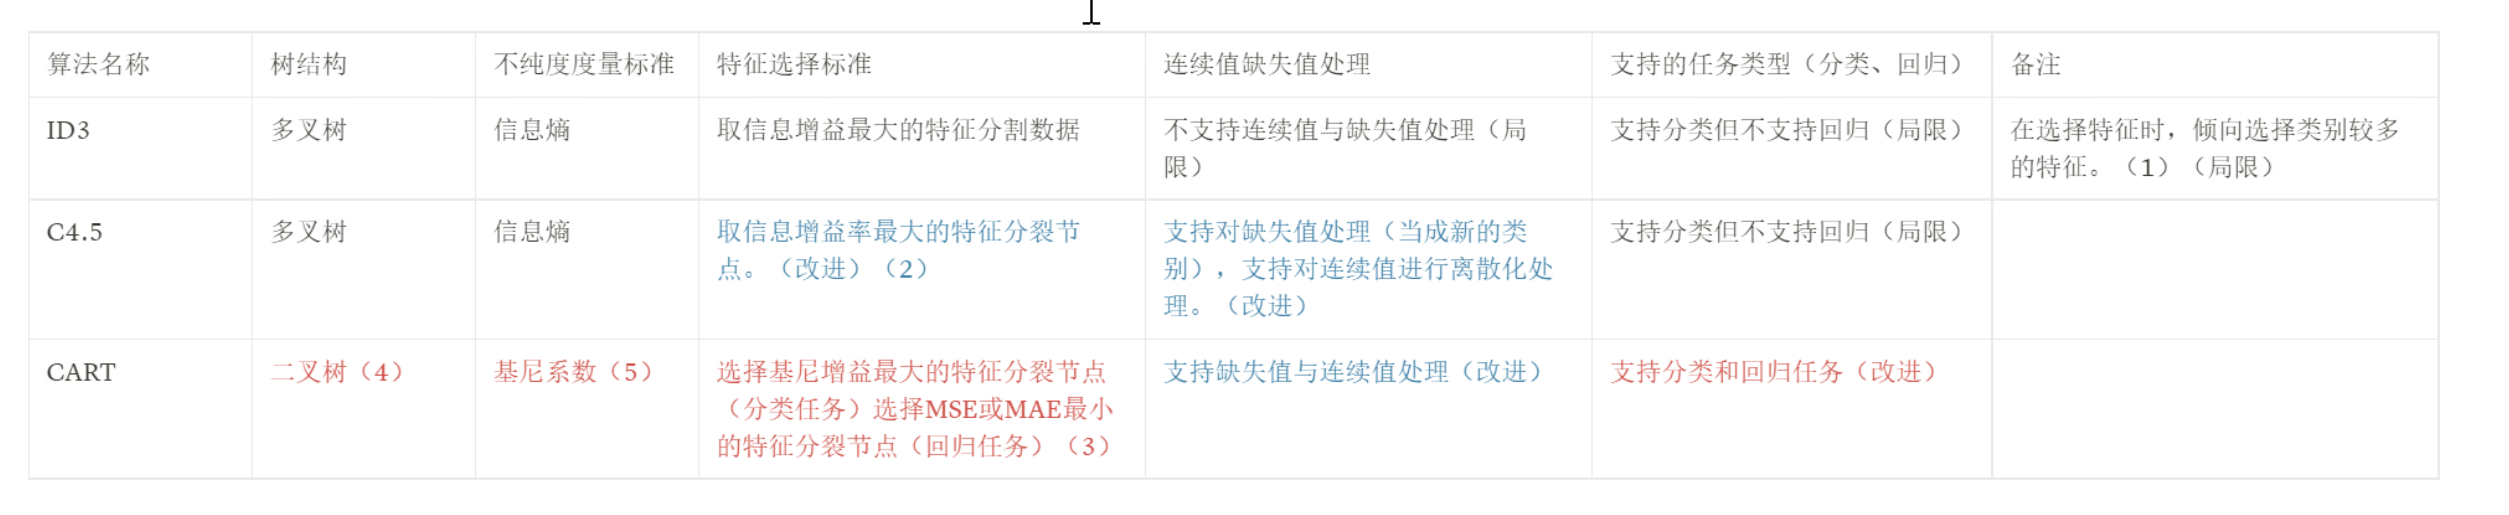 算法名称
树结构
不纯度度量标准
特征选择标准
连续值缺失值处理
支持的任务类型（分类、回归）
备注
ID3
多叉树
信息熵
取信息增益最大的特征分割数据
不支持连续值与缺失值处理（局
限）
支持分类但不支持回归（局限）
在选择特征时，倾向选择类别较多
的特征。（1）（局限）
C4.5
多叉树
信息熵
取信息增益率最大的特征分裂节
点。（改进）（2）
支持对缺失值处理（当成新的类
别），支持对连续值进行离散化处
理。（改进）
支持分类但不支持回归（局限）
CART
二叉树（4）
基尼系数（5）
选择基尼增益最大的特征分裂节点
（分类任务）选择MSE或MAE最小
的特征分裂节点（回归任务）（3）
支持缺失值与连续值处理（改进）
支持分类和回归任务（改进）